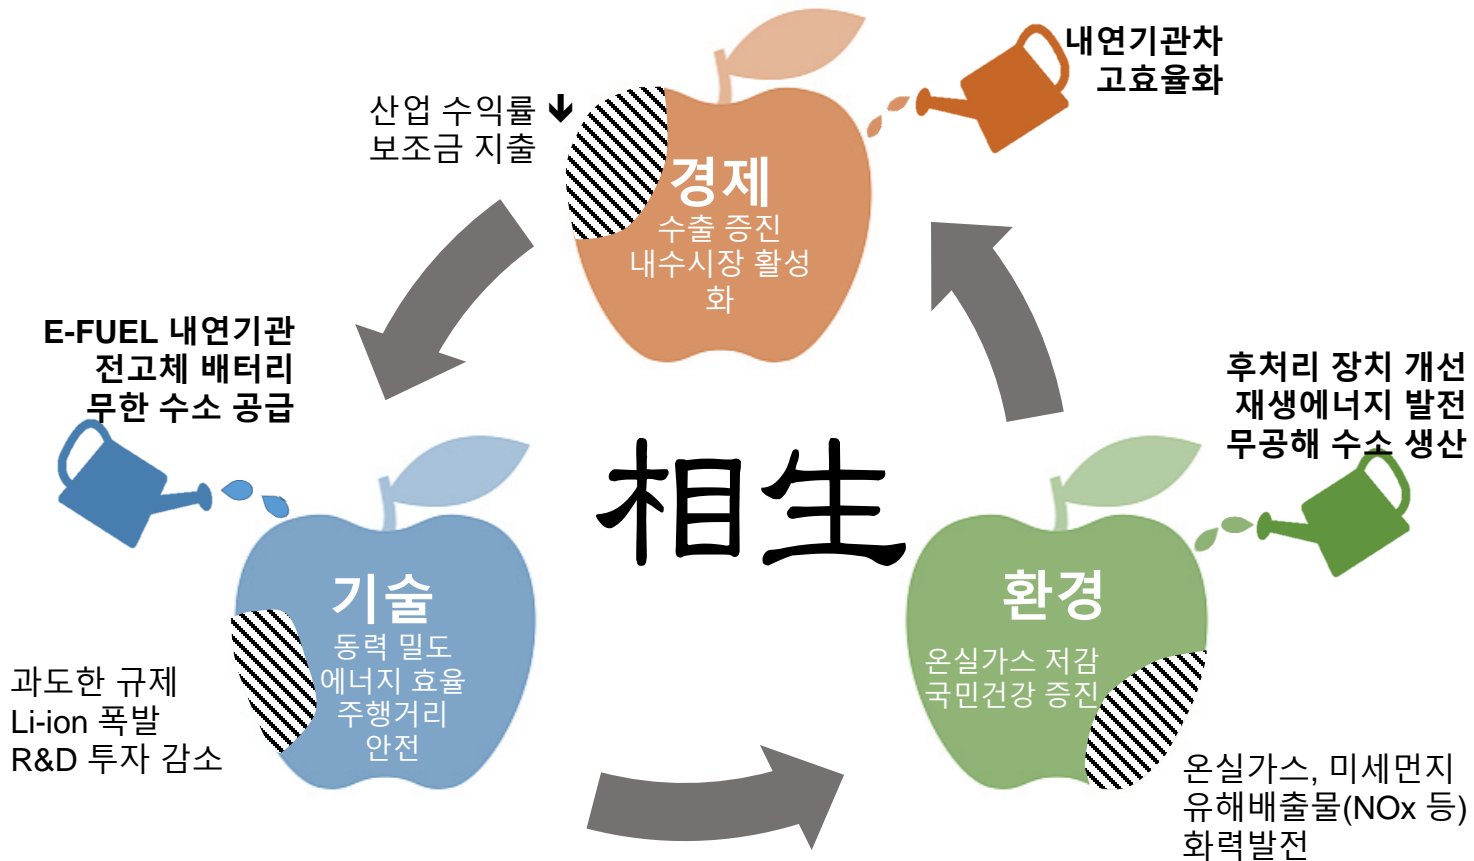 내연기관차
고효율화
산업 수익률 ↓
보조금 지출
경제
수출 증진
내수시장 활성
화
E-FUEL 내연기관
전고체 배터리
무한 수소 공급
후처리 장치 개선
재생에너지 발전
무공해 수소 생산
相生
기술
동력 밀도
에너지 효율
주행거리
안전
환경
온실가스 저감
국민건강 증진
과도한 규제
Li-ion 폭발
R&D 투자 감소
온실가스, 미세먼지
유해배출물(NOx 등)
화력발전